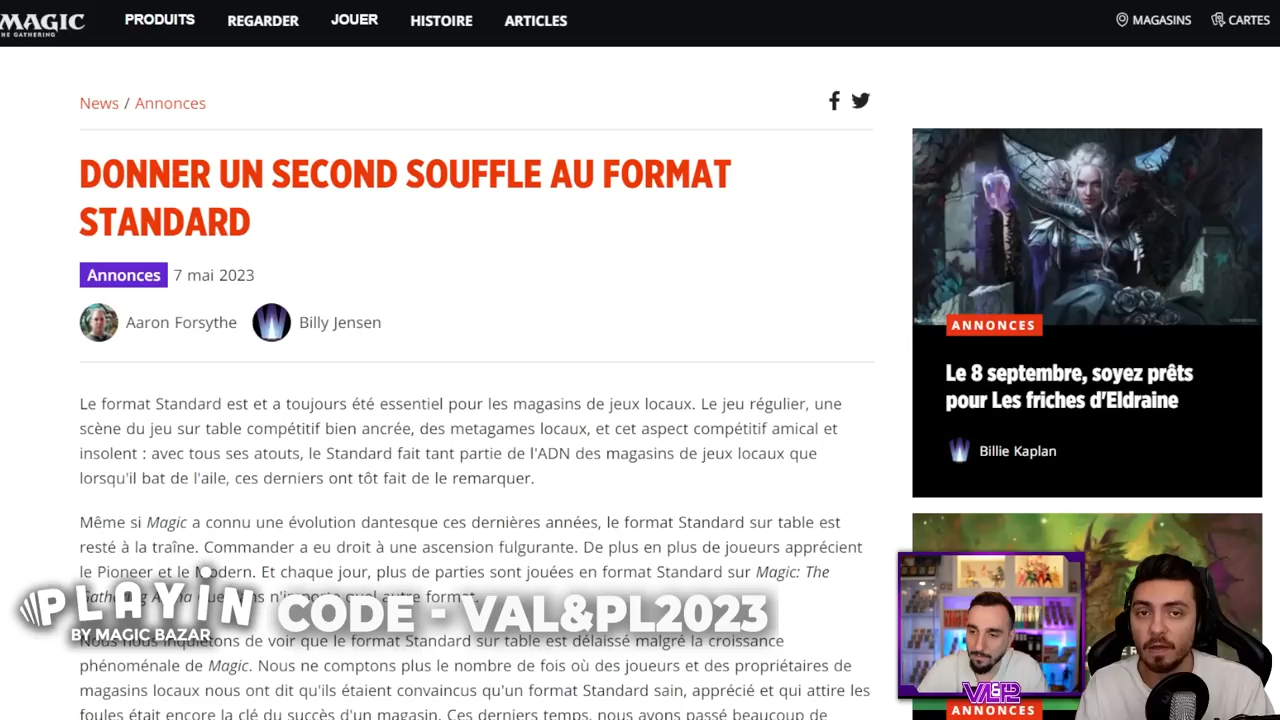 MAGIC
THE GATHERING
PRODUITS
REGARDER
JOUER
HISTOIRE
ARTICLES
MAGASINS
CARTES
News / Annonces
DONNER UN SECOND SOUFFLE AU FORMAT
STANDARD
Annonces 7 mai 2023
Aaron Forsythe
Billy Jensen
Le format Standard est et a toujours été essentiel pour les magasins de jeux locaux. Le jeu régulier, une
scène du jeu sur table compétitif bien ancrée, des metagames locaux, et cet aspect compétitif amical et
insolent : avec tous ses atouts, le Standard fait tant partie de l'ADN des magasins de jeux locaux que
lorsqu'il bat de l'aile, ces derniers ont tôt fait de le remarquer.
Même si Magic a connu une évolution dantesque ces dernières années, le format Standard sur table est
resté à la traîne. Commander a eu droit à une ascension fulgurante. De plus en plus de joueurs apprécient
le Pioneer et le Modern. Et chaque jour, plus de parties sont jouées en format Standard sur Magic: The
Gathering Arena que dans n'importe quel autre format.
Nous nous inquiétons de voir que le format Standard sur table est délaissé malgré la croissance
phénoménale de Magic. Nous ne comptons plus le nombre de fois où des joueurs et des propriétaires de
magasins locaux nous ont dit qu'ils étaient convaincus qu'un format Standard sain, apprécié et qui attire les
foules était encore la clé du succès d'un magasin. Ces derniers temps, nous avons passé beaucoup de
PLAYIN
BY MAGIC BAZAR
CODE - VAL&PL2023
ANNONCES
Le 8 septembre, soyez prêts
pour Les friches d'Eldraine
Billie Kaplan
ANNONCES